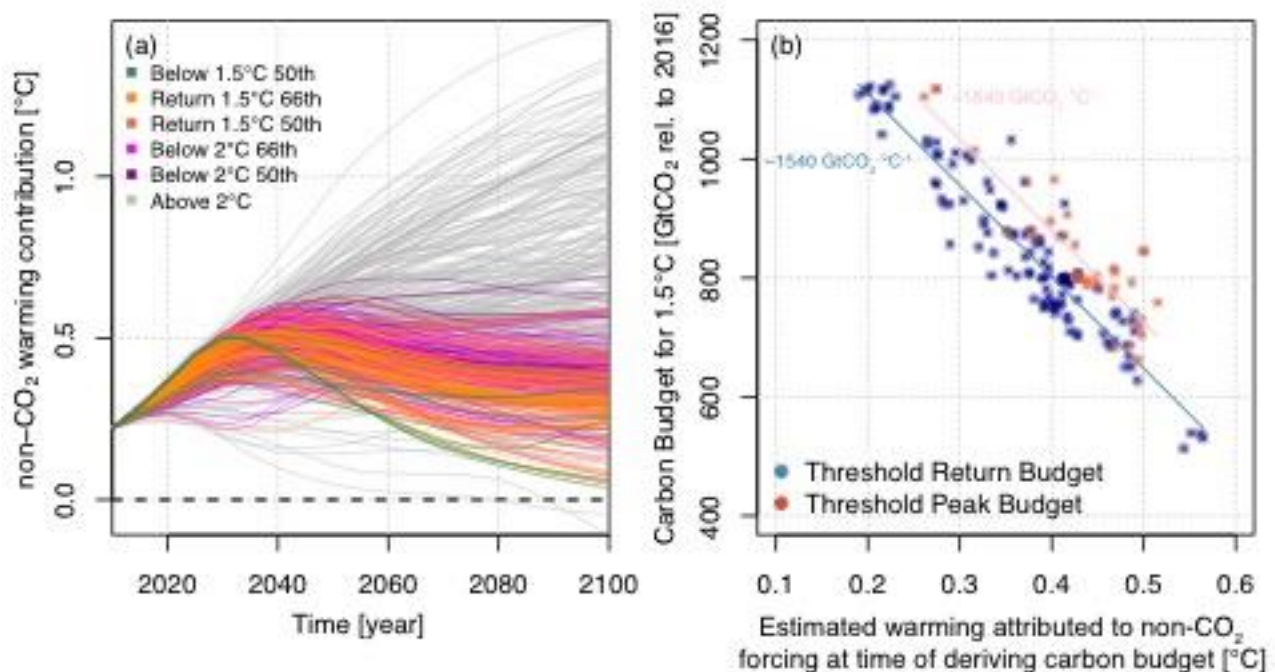 (a)
Below 1.5°C 50th
Return 1.5°C 66th
Return 1.5°C 50th
Below 2°C 66th
Below 2°C 50th
Above 2°C
non–CO₂ warming contribution [°C]
1.0
0.5
0.0
2020 2040 2060 2080 2100
Time [year]
(b)
Carbon Budget for 1.5°C [GtCO₂ rel. to 2016]
1200
1000
800
600
400
−1540 GtCO₂ °C⁻¹
Threshold Return Budget
Threshold Peak Budget
0.1 0.2 0.3 0.4 0.5 0.6
Estimated warming attributed to non-CO₂
forcing at time of deriving carbon budget [°C]